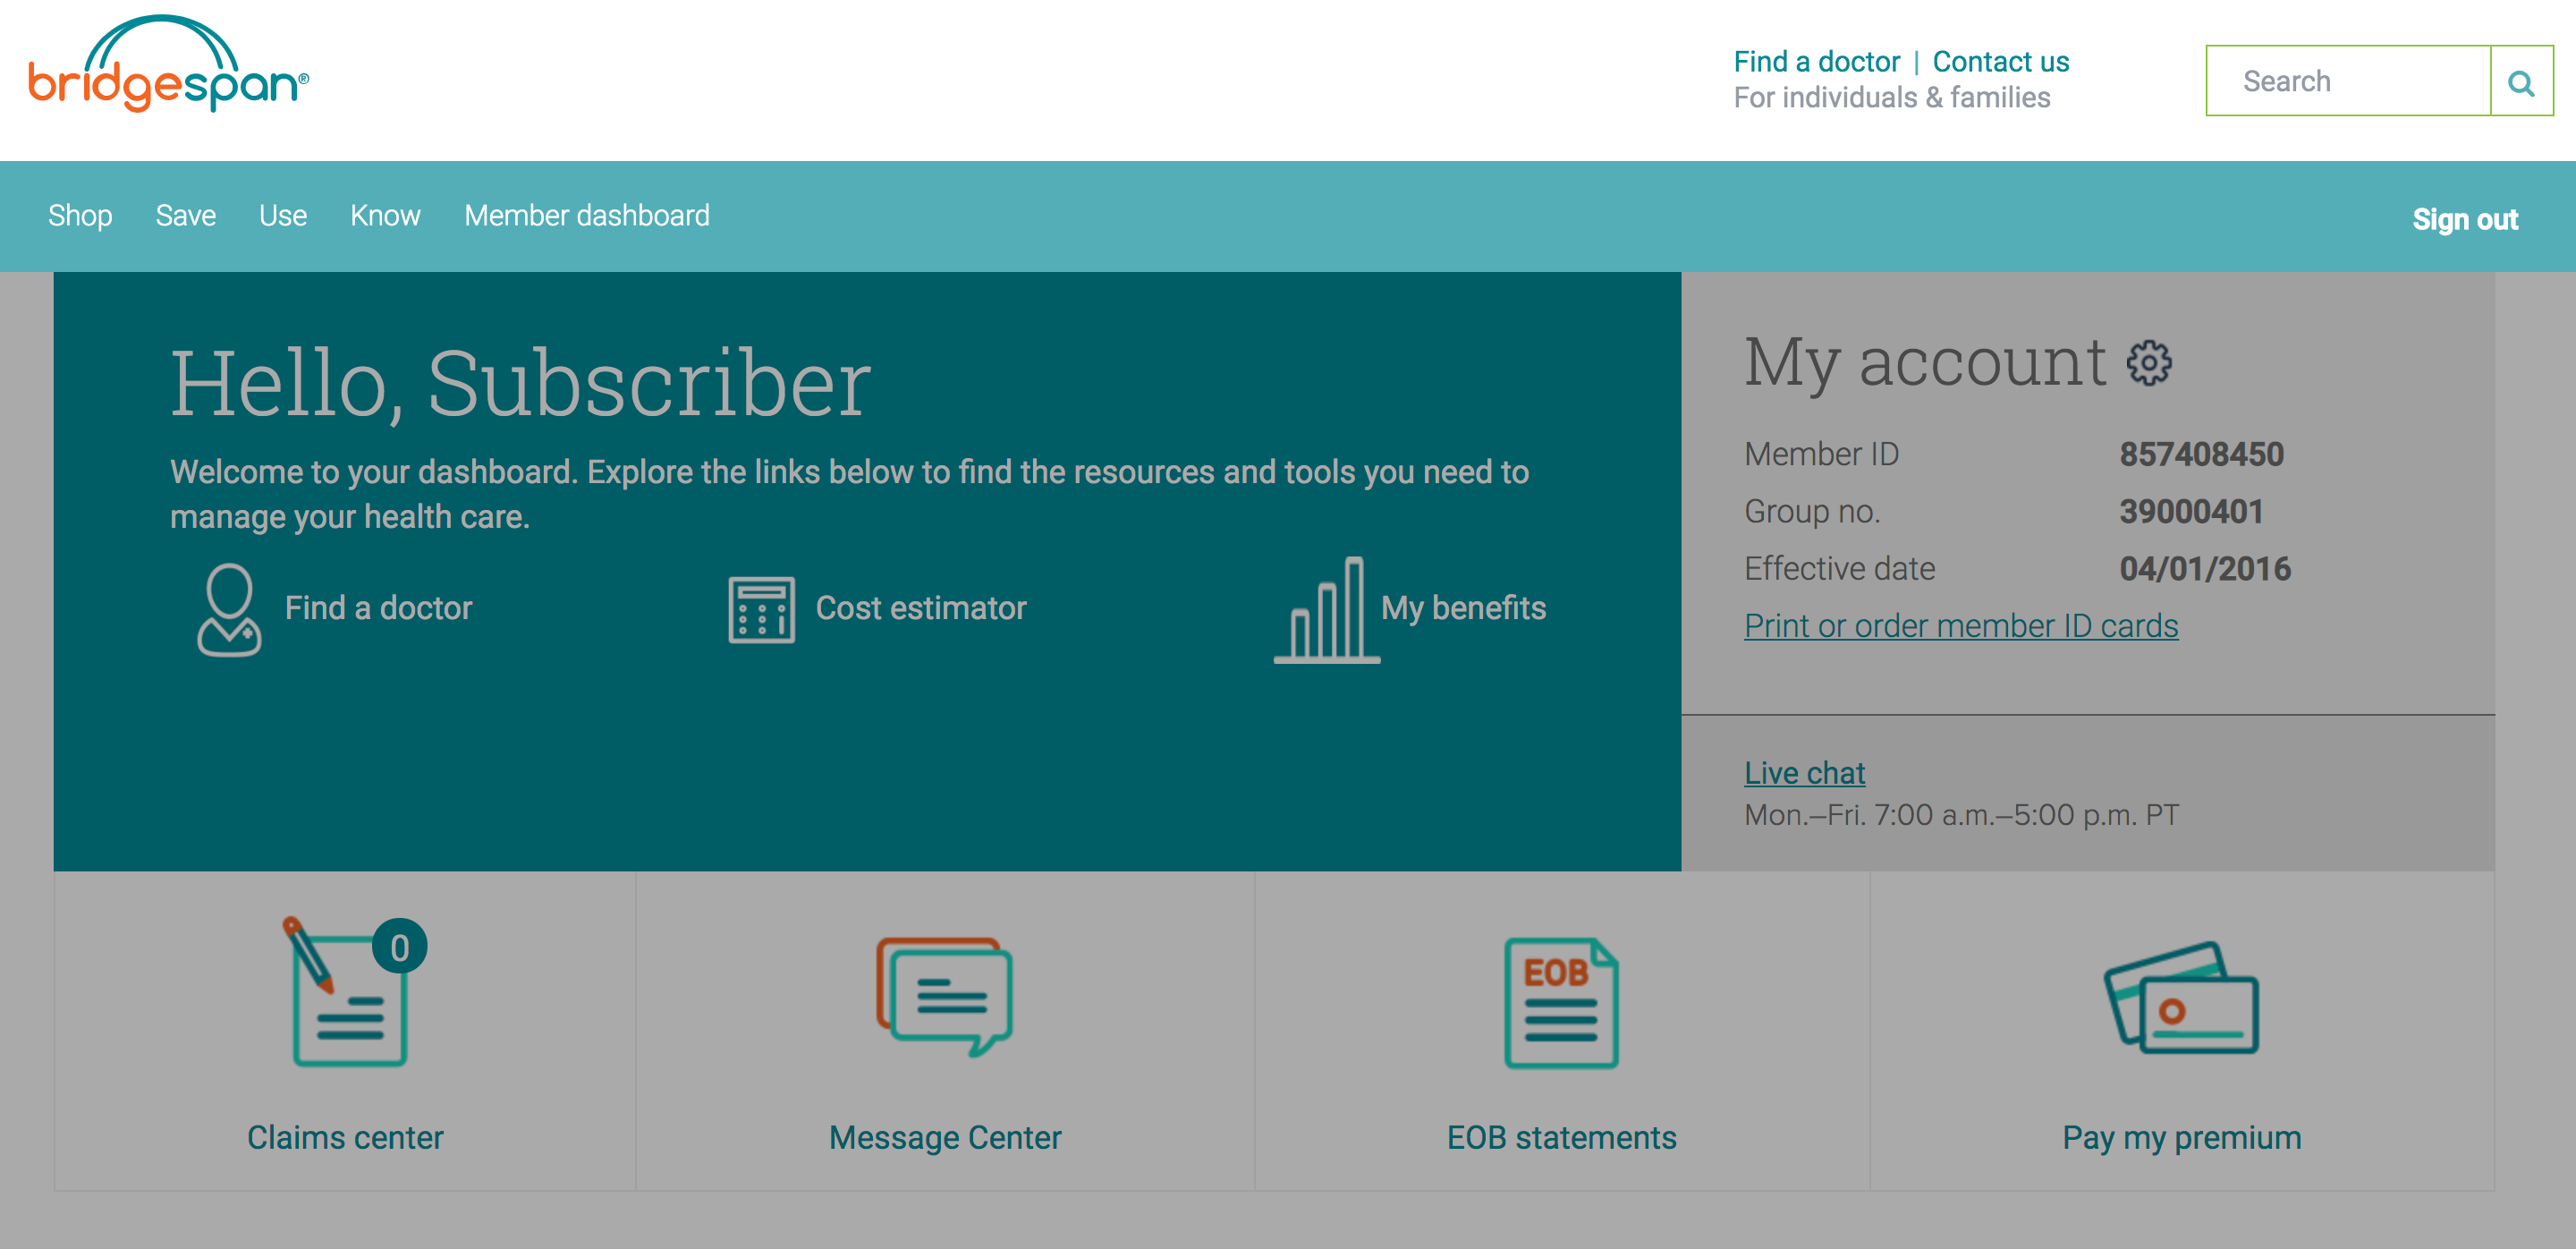 bridgespan®
Find a doctor | Contact us
For individuals & families
Search
Shop Save Use Know Member dashboard
Sign out
Hello, Subscriber
Welcome to your dashboard. Explore the links below to find the resources and tools you need to
manage your health care.
Find a doctor
Cost estimator
My benefits
My account
Member ID 857408450
Group no. 39000401
Effective date 04/01/2016
Print or order member ID cards
Live chat
Mon.–Fri. 7:00 a.m.–5:00 p.m. PT
0
Claims center
Message Center
EOB
EOB statements
Pay my premium